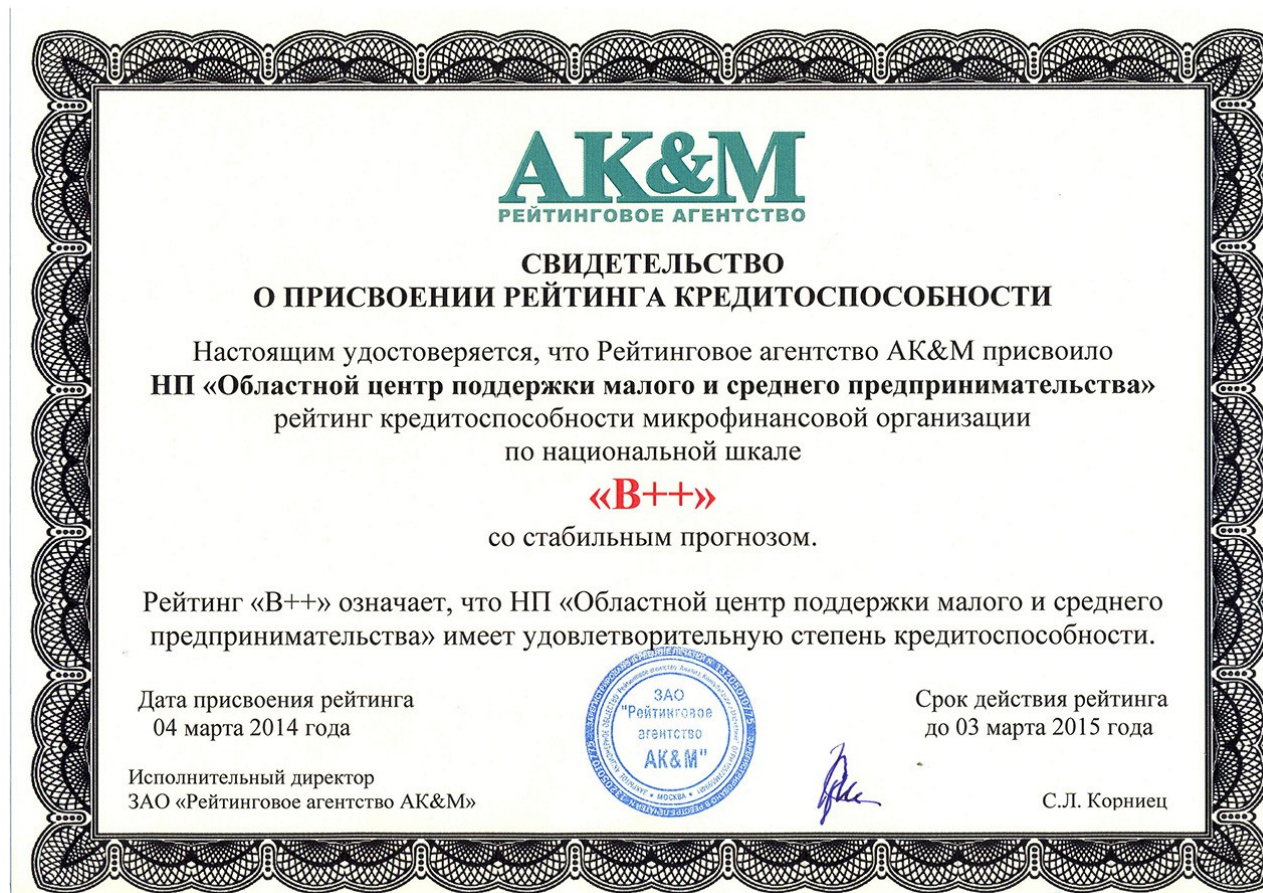 AK&M
РЕЙТИНГОВОЕ АГЕНТСТВО
СВИДЕТЕЛЬСТВО
О ПРИСВОЕНИИ РЕЙТИНГА КРЕДИТОСПОСОБНОСТИ
Настоящим удостоверяется, что Рейтинговое агентство АК&М присвоило
НП «Областной центр поддержки малого и среднего предпринимательства»
рейтинг кредитоспособности микрофинансовой организации
по национальной шкале
«В++»
со стабильным прогнозом.
Рейтинг «В++» означает, что НП «Областной центр поддержки малого и среднего
предпринимательства» имеет удовлетворительную степень кредитоспособности.
Дата присвоения рейтинга
04 марта 2014 года
Срок действия рейтинга
до 03 марта 2015 года
ЗАО
"Рейтинговое
агентство
АК&М"
МОСКВА
Исполнительный директор
ЗАО «Рейтинговое агентство АК&М»
С.Л. Корниец